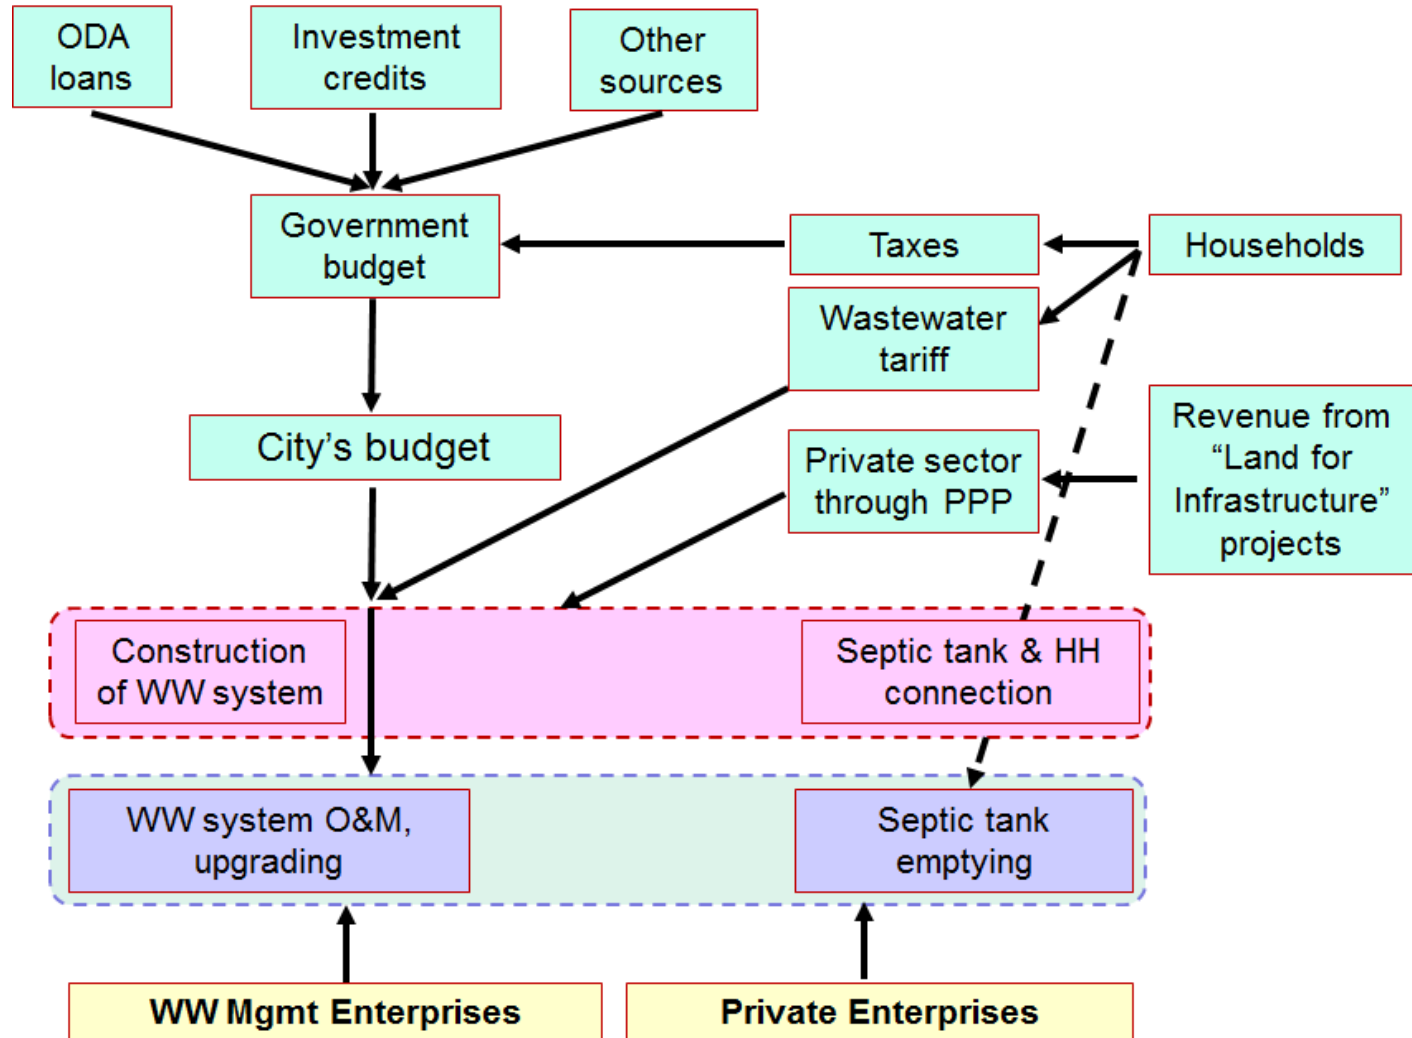 ODA
loans
Investment
credits
Other
sources
Government
budget
Taxes
Households
Wastewater
tariff
City’s budget
Private sector
through PPP
Revenue from
“Land for
Infrastructure”
projects
Construction
of WW system
Septic tank & HH
connection
WW system O&M,
upgrading
Septic tank
emptying
WW Mgmt Enterprises
Private Enterprises